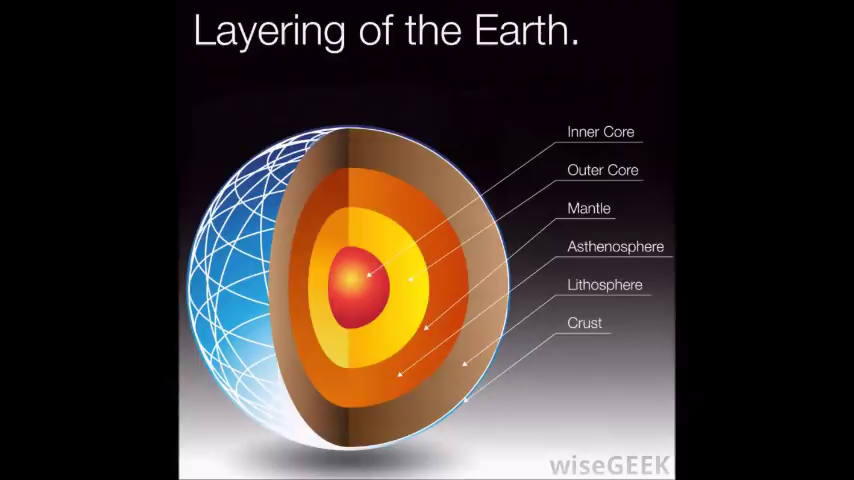 Layering of the Earth.
Inner Core
Outer Core
Mantle
Asthenosphere
Lithosphere
Crust
wiseGEEK